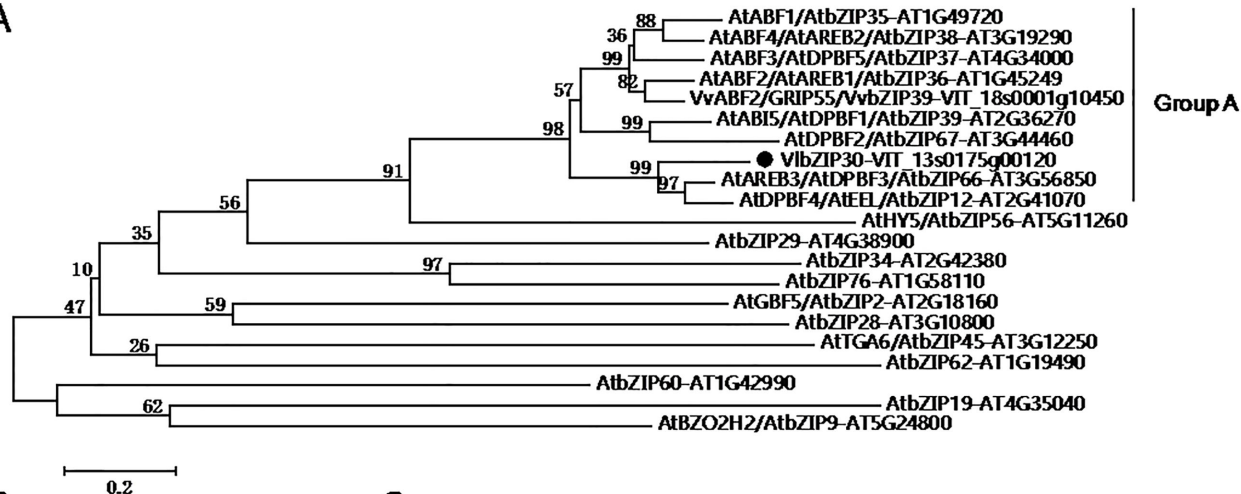 A
88 AtABF1/AtbZIP35-AT1G49720
36 AtABF4/AtAREB2/AtbZIP38-AT3G19290
99 AtABF3/AtDPBF5/AtbZIP37-AT4G34000
82 AtABF2/AtAREB1/AtbZIP36-AT1G45249
57 VvABF2/GRIP55/VvbZIP39-VIT_18s0001g10450 Group A
99 AtABI5/AtDPBF1/AtbZIP39-AT2G36270
98 AtDPBF2/AtbZIP67-AT3G44460
99 VlbZIP30-VIT_13s0175g00120
91 97 AtAREB3/AtDPBF3/AtbZIP66-AT3G56850
56 AtDPBF4/AtEEL/AtbZIP12-AT2G41070
AtHY5/AtbZIP56-AT5G11260
35 AtbZIP29-AT4G38900
10 97 AtbZIP34-AT2G42380
AtbZIP76-AT1G58110
47 59 AtGBF5/AtbZIP2-AT2G18160
AtbZIP28-AT3G10800
26 AtTGA6/AtbZIP45-AT3G12250
AtbZIP62-AT1G19490
AtbZIP60-AT1G42990
62 AtbZIP19-AT4G35040
AtBZO2H2/AtbZIP9-AT5G24800
0.2